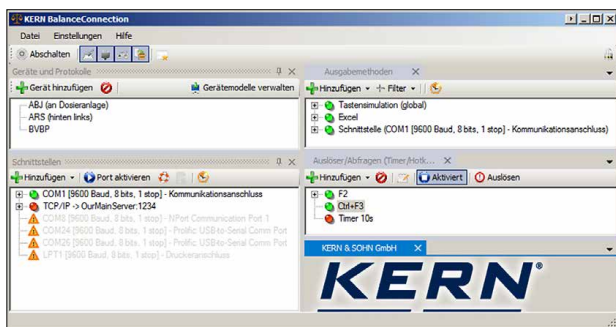 KERN BalanceConnection
Datei Einstellungen Hilfe
Abschalten
Geräte und Protokolle
Gerät hinzufügen Gerätemodelle verwalten
ABJ (an Dosieranlage)
ARS (hinten links)
BVBP
Ausgabemethoden
Hinzufügen Filter
Tastensimulation (global)
Excel
Schnittstelle (COM1 [9600 Baud, 8 bits, 1 stop] - Kommunikationsanschluss)
Schnittstellen
Hinzufügen Port aktivieren
COM1 [9600 Baud, 8 bits, 1 stop] - Kommunikationsanschluss
TCP/IP -> OurMainServer:1234
COM3 [9600 Baud, 8 bits, 1 stop] - NPort Communication Port 1
COM24 [9600 Baud, 8 bits, 1 stop] - Prolific USB-to-Serial Comm Port
COM26 [9600 Baud, 8 bits, 1 stop] - Prolific USB-to-Serial Comm Port
LPT1 [9600 Baud, 8 bits, 1 stop] - Druckeranschluss
Auslöser/Abfragen (Timer/Hotk...
Hinzufügen Aktiviert Auslösen
F2
Ctrl+F3
Timer 10s
KERN & SOHN GmbH
KERN®